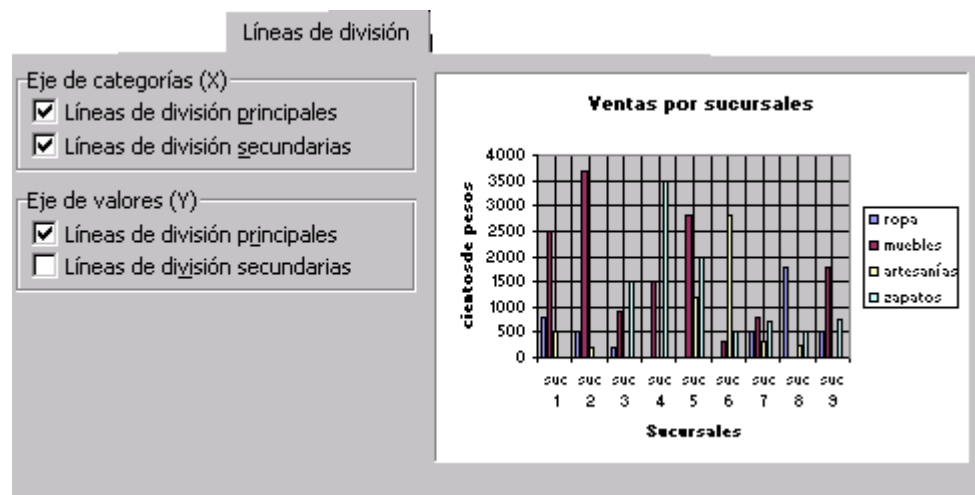 Líneas de división
Eje de categorías (X)
Líneas de división principales
Líneas de división secundarias
Eje de valores (Y)
Líneas de división principales
Líneas de división secundarias
Ventas por sucursales
cientosde pesos
4000
3500
3000
2500
2000
1500
1000
500
0
suc suc suc suc suc suc suc suc suc
1 2 3 4 5 6 7 8 9
Sucursales
ropa
muebles
artesanías
zapatos